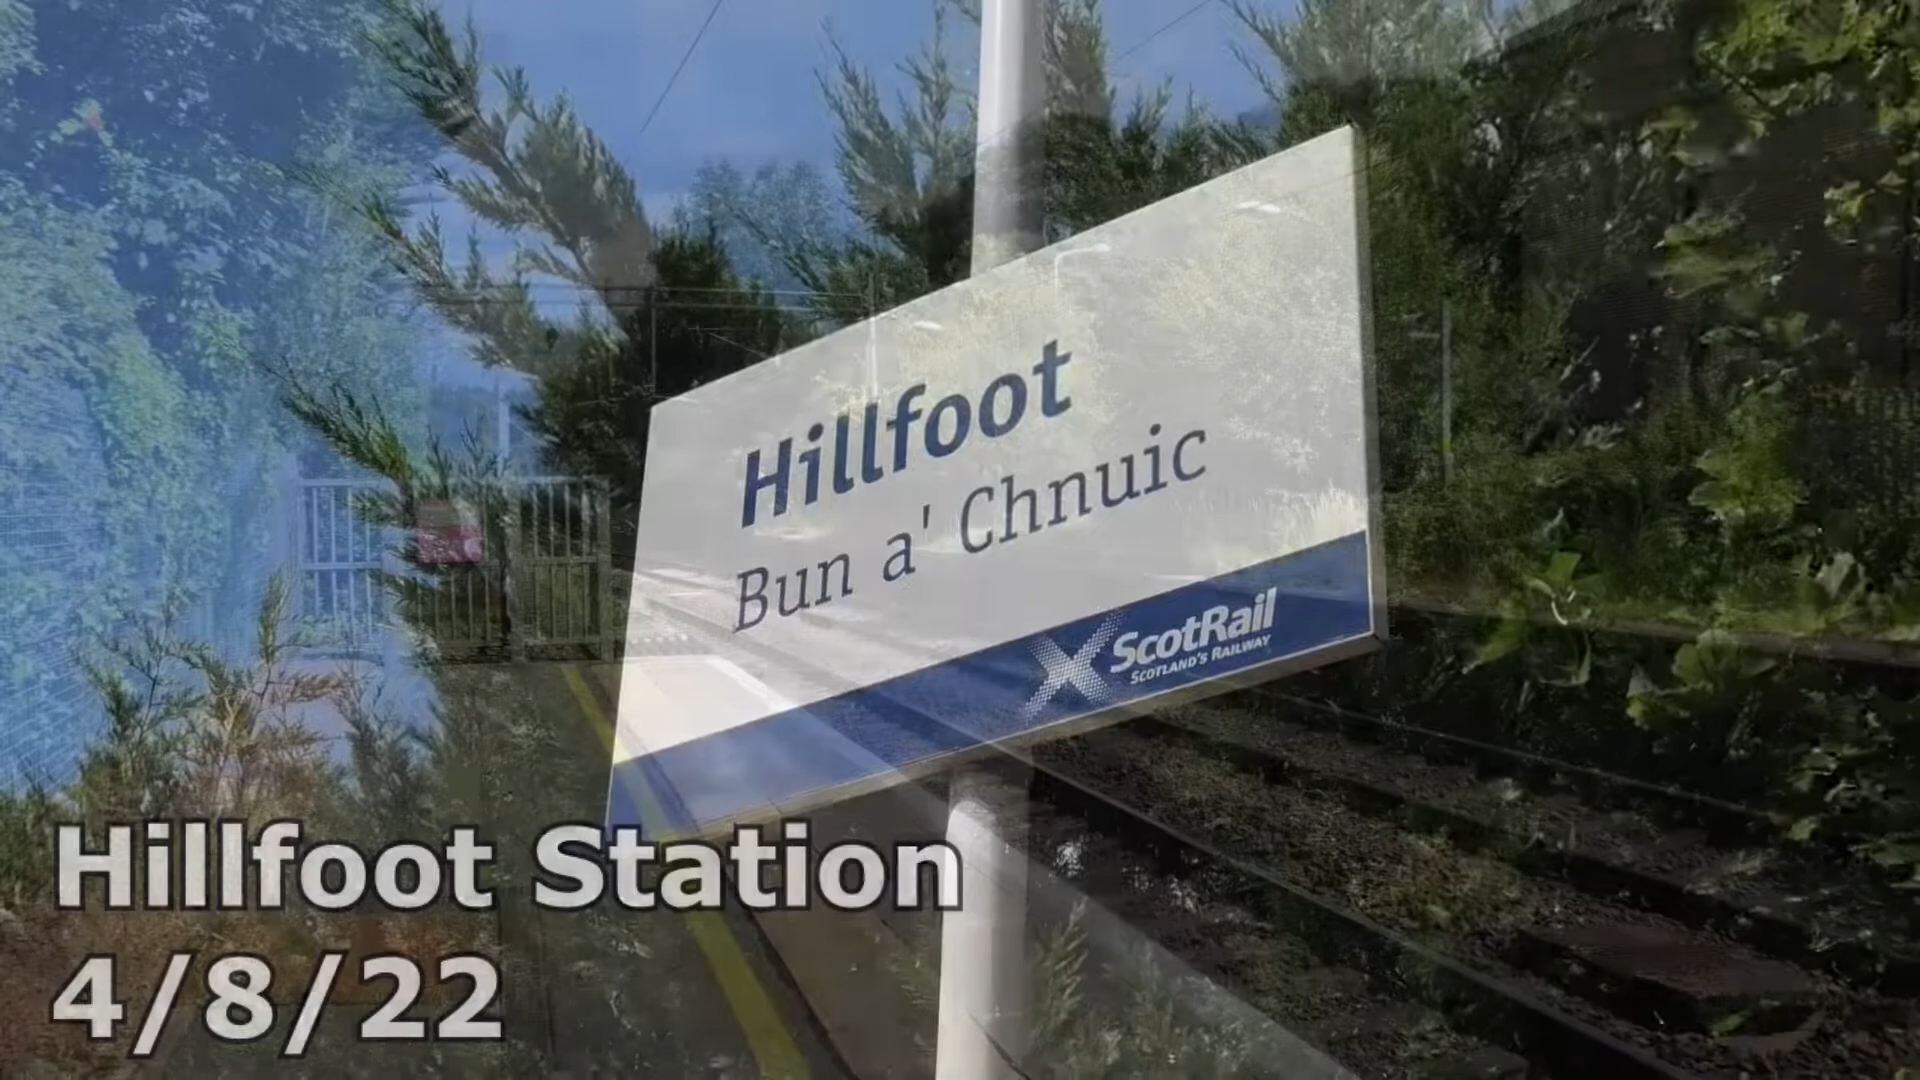 Hillfoot
Bun a' Chnuic
ScotRail
SCOTLAND'S RAILWAY
Hillfoot Station
4/8/22